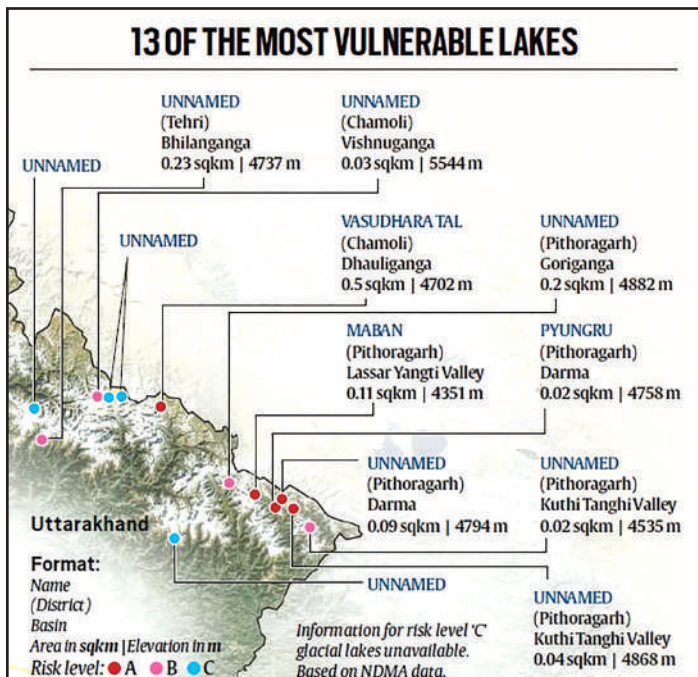 13 OF THE MOST VULNERABLE LAKES
UNNAMED
(Tehri)
Bhilanganga
0.23 sqkm | 4737 m
UNNAMED
(Chamoli)
Vishnuganga
0.03 sqkm | 5544 m
UNNAMED
UNNAMED
VASUDHARA TAL
(Chamoli)
Dhauliganga
0.5 sqkm | 4702 m
UNNAMED
(Pithoragarh)
Goriganga
0.2 sqkm | 4882 m
MABAN
(Pithoragarh)
Lassar Yangti Valley
0.11 sqkm | 4351 m
PYUNGRU
(Pithoragarh)
Darma
0.02 sqkm | 4758 m
UNNAMED
(Pithoragarh)
Darma
0.09 sqkm | 4794 m
UNNAMED
(Pithoragarh)
Kuthi Tanghi Valley
0.02 sqkm | 4535 m
UNNAMED
UNNAMED
(Pithoragarh)
Kuthi Tanghi Valley
0.04 sqkm | 4868 m
Uttarakhand
Format:
Name
(District)
Basin
Area in sqkm | Elevation in m
Risk level: A B C
Information for risk level 'C'
glacial lakes unavailable.
Based on NDMA data.